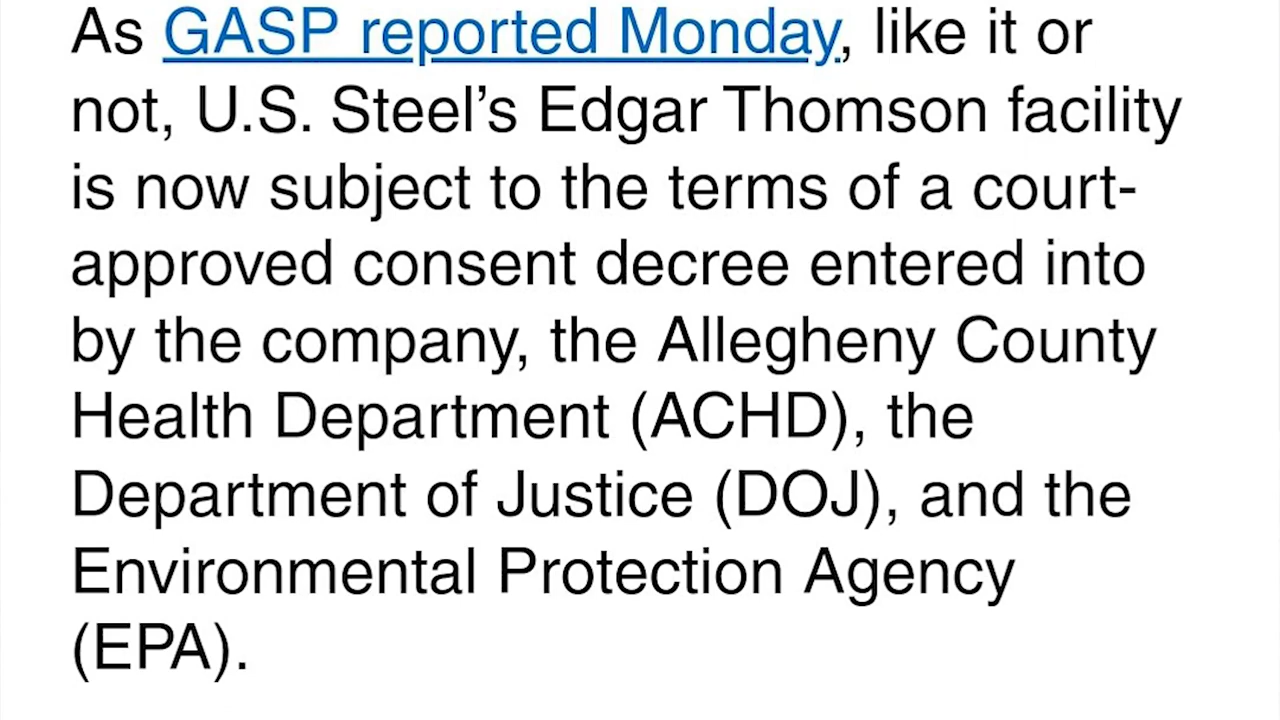 As GASP reported Monday, like it or
not, U.S. Steel’s Edgar Thomson facility
is now subject to the terms of a court-
approved consent decree entered into
by the company, the Allegheny County
Health Department (ACHD), the
Department of Justice (DOJ), and the
Environmental Protection Agency
(EPA).